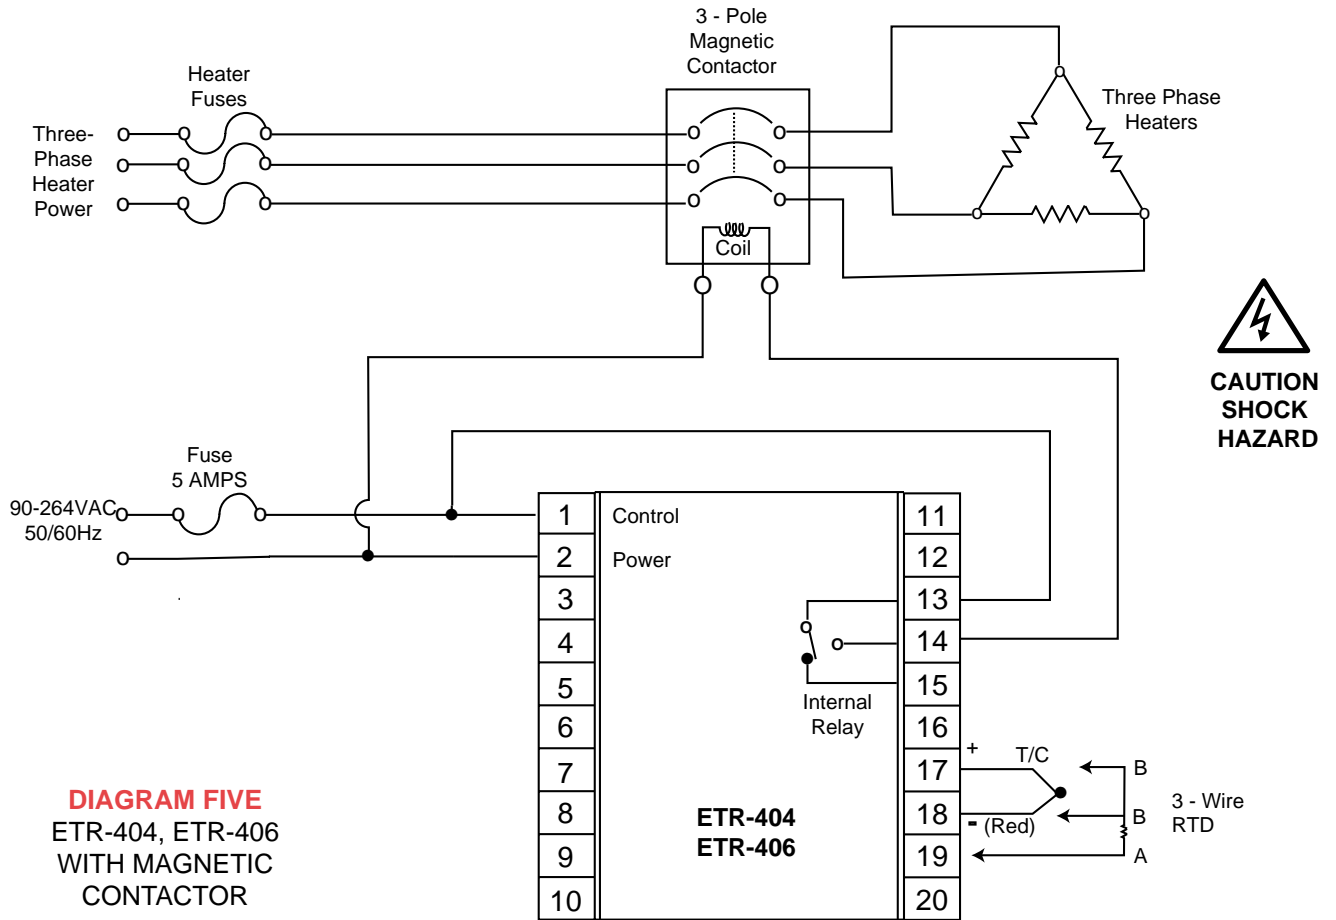 3 - Pole
Magnetic
Contactor
Heater
Fuses
Three-
Phase
Heater
Power
Three Phase
Heaters
Coil
CAUTION
SHOCK
HAZARD
Fuse
5 AMPS
90-264VAC
50/60Hz
1
2
3
4
5
6
7
8
9
10
Control
Power
Internal
Relay
ETR-404
ETR-406
11
12
13
14
15
16
17
18
19
20
+
T/C
- (Red)
B
B
A
3 - Wire
RTD
DIAGRAM FIVE
ETR-404, ETR-406
WITH MAGNETIC
CONTACTOR